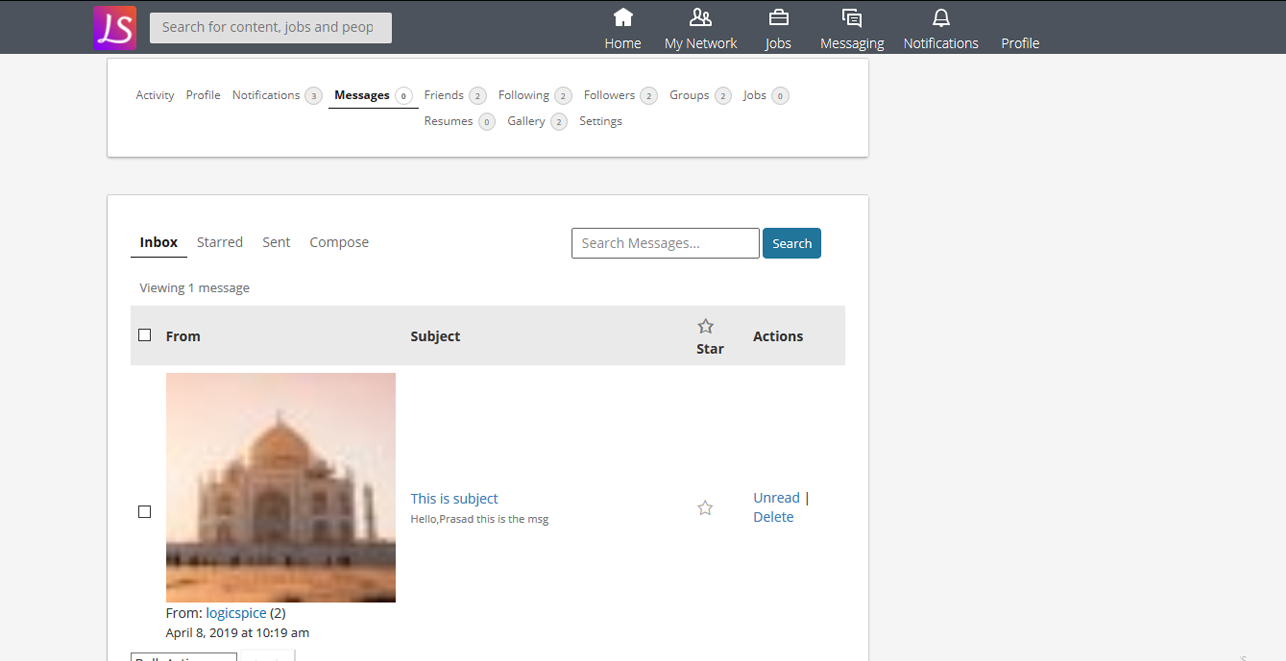 LS
Search for content, jobs and peop
Home
My Network
Jobs
Messaging
Notifications
Profile
Activity Profile Notifications 3 Messages 0 Friends 2 Following 2 Followers 2 Groups 2 Jobs 0
Resumes 0 Gallery 2 Settings
Inbox Starred Sent Compose
Search Messages...
Search
Viewing 1 message
From Subject Star Actions
This is subject
Hello,Prasad this is the msg
Unread |
Delete
From: logicspice (2)
April 8, 2019 at 10:19 am